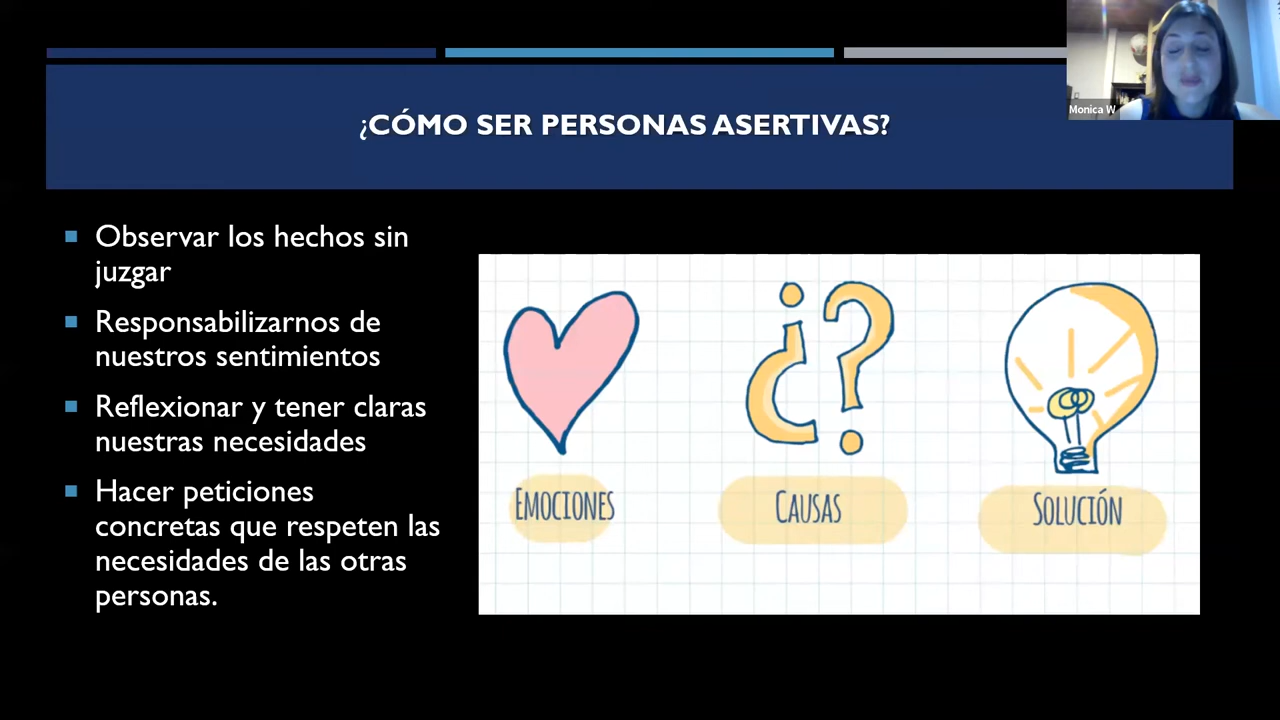 Monica W
¿CÓMO SER PERSONAS ASERTIVAS?
Observar los hechos sin
juzgar
Responsabilizarnos de
nuestros sentimientos
Reflexionar y tener claras
nuestras necesidades
Hacer peticiones
concretas que respeten las
necesidades de las otras
personas.
EMOCIONES
CAUSAS
SOLUCIÓN